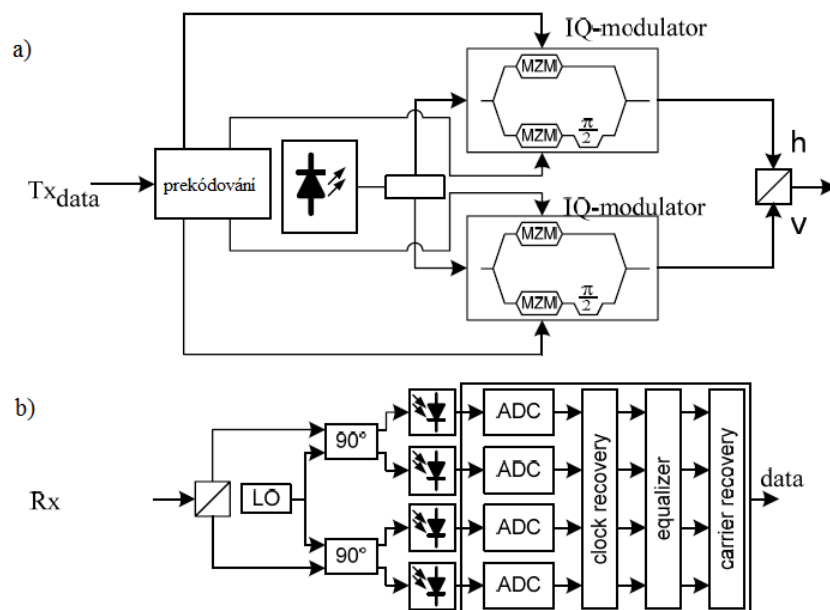 a)
IQ-modulator
MZM
MZM
π/2
h
Tx data
prekódování
IQ-modulator
v
MZM
MZM
π/2
b)
ADC
90°
ADC
data
Rx
LO
clock recovery
equalizer
carrier recovery
ADC
90°
ADC